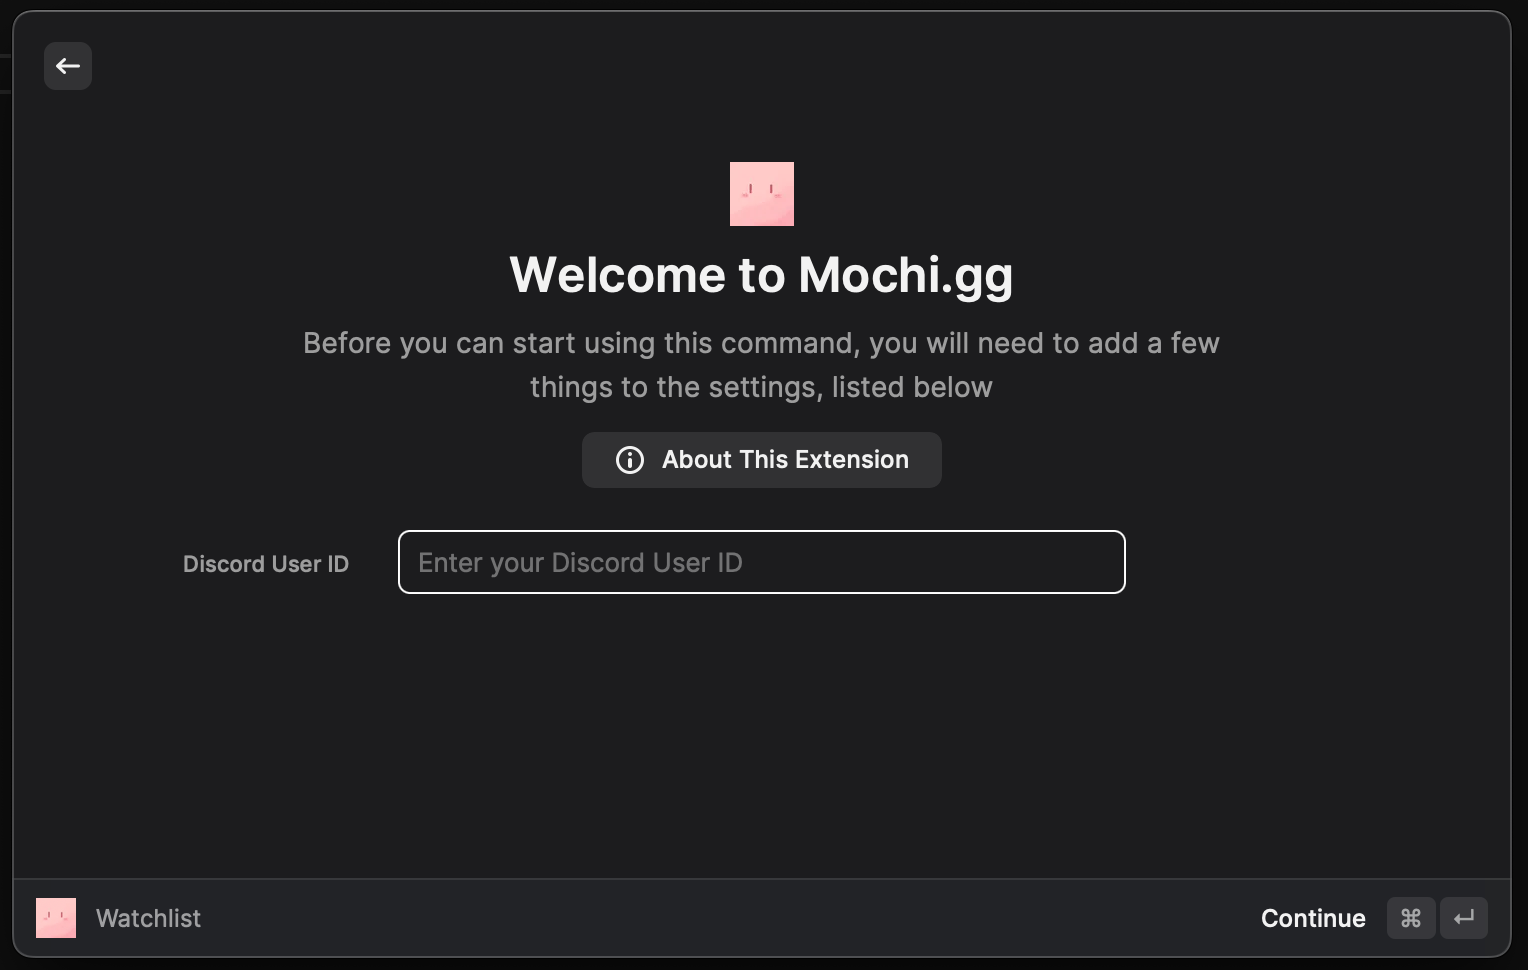 Welcome to Mochi.gg
Before you can start using this command, you will need to add a few
things to the settings, listed below
About This Extension
Discord User ID
Enter your Discord User ID
Watchlist
Continue ⌘ ↵